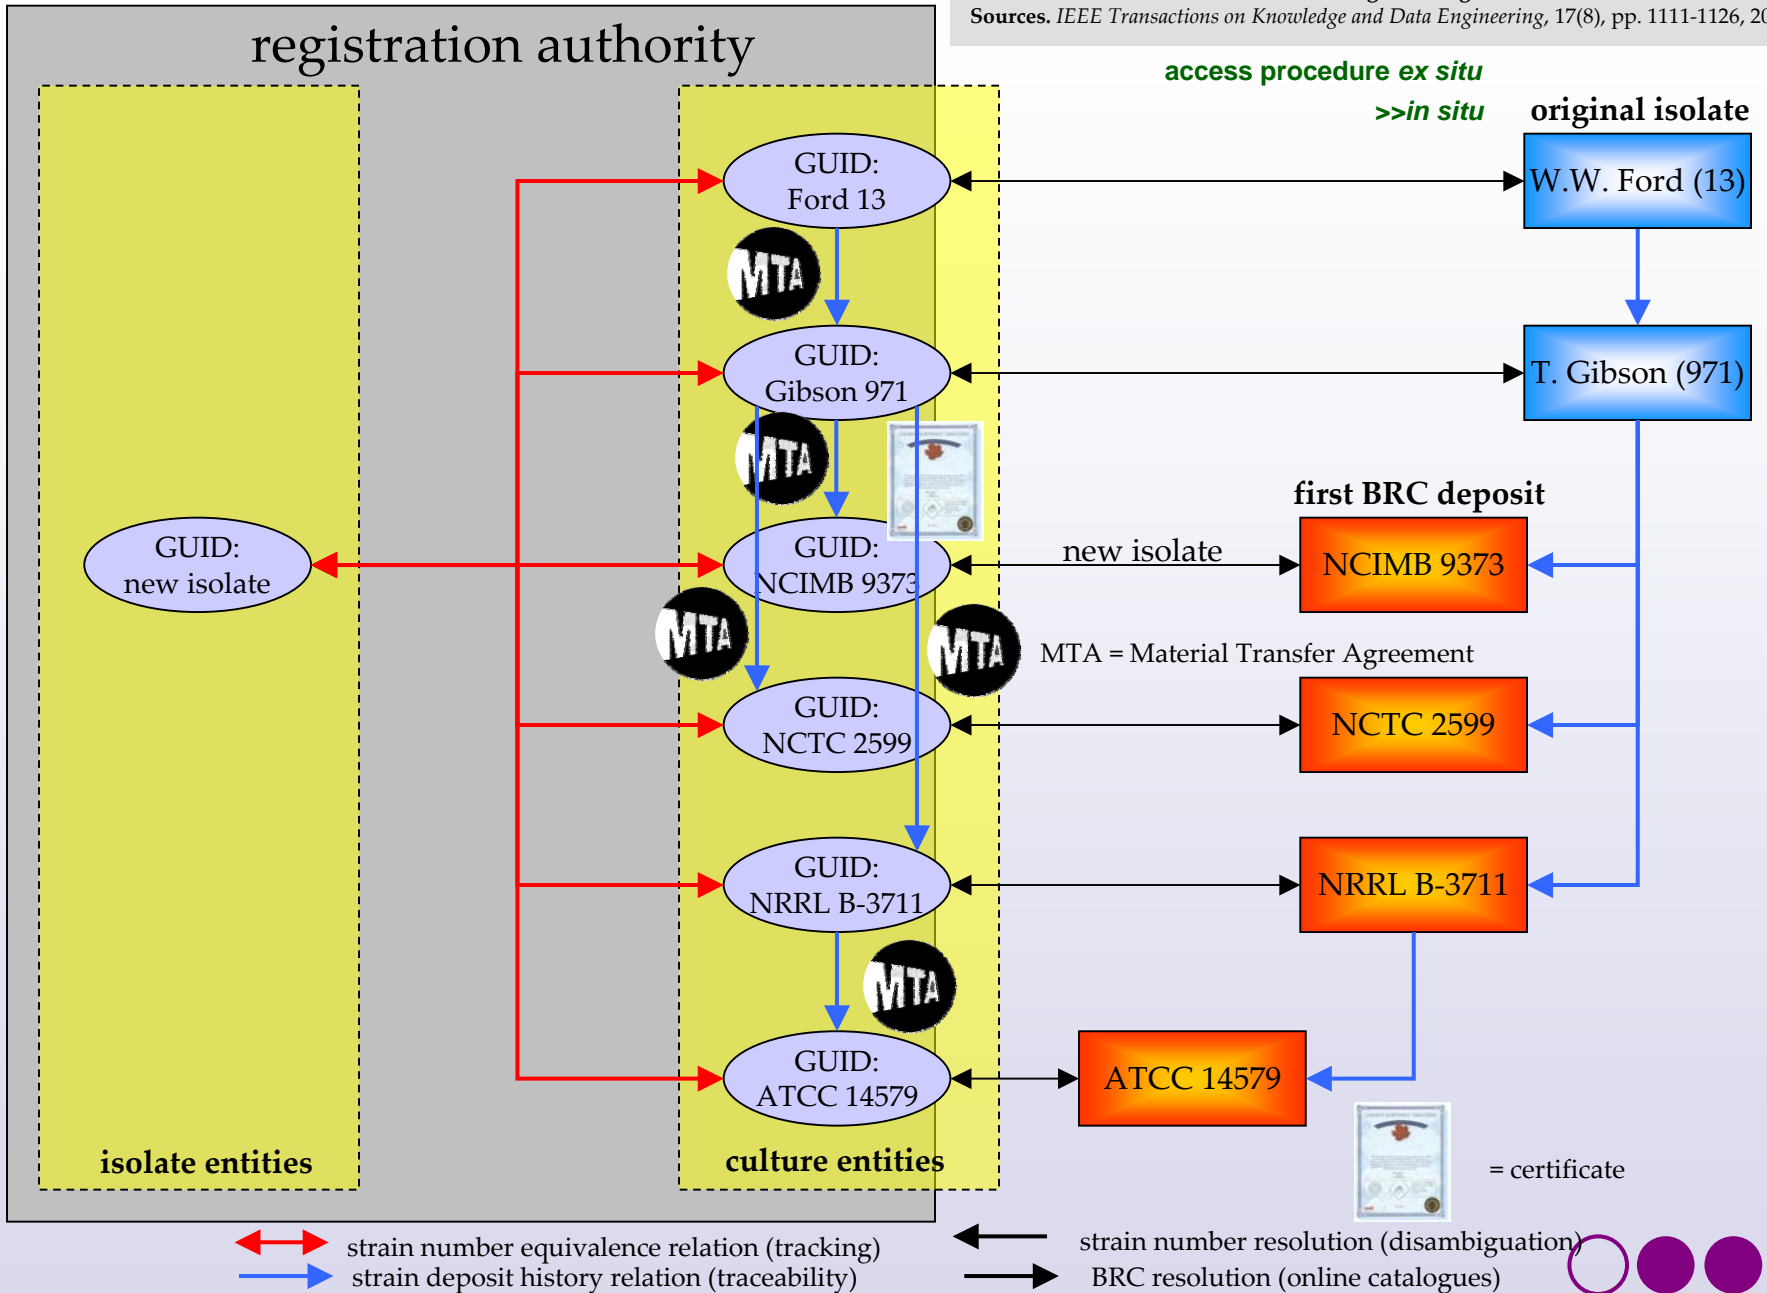 Sources. IEEE Transactions on Knowledge and Data Engineering, 17(8), pp. 1111-1126, 20
registration authority
access procedure ex situ
>>in situ
original isolate
GUID:
Ford 13
W.W. Ford (13)
MTA
GUID:
Gibson 971
T. Gibson (971)
MTA
first BRC deposit
GUID:
new isolate
GUID:
NCIMB 9373
new isolate
NCIMB 9373
MTA
MTA
MTA = Material Transfer Agreement
GUID:
NCTC 2599
NCTC 2599
GUID:
NRRL B-3711
NRRL B-3711
MTA
GUID:
ATCC 14579
ATCC 14579
isolate entities
culture entities
= certificate
strain number equivalence relation (tracking)
strain number resolution (disambiguation)
strain deposit history relation (traceability)
BRC resolution (online catalogues)